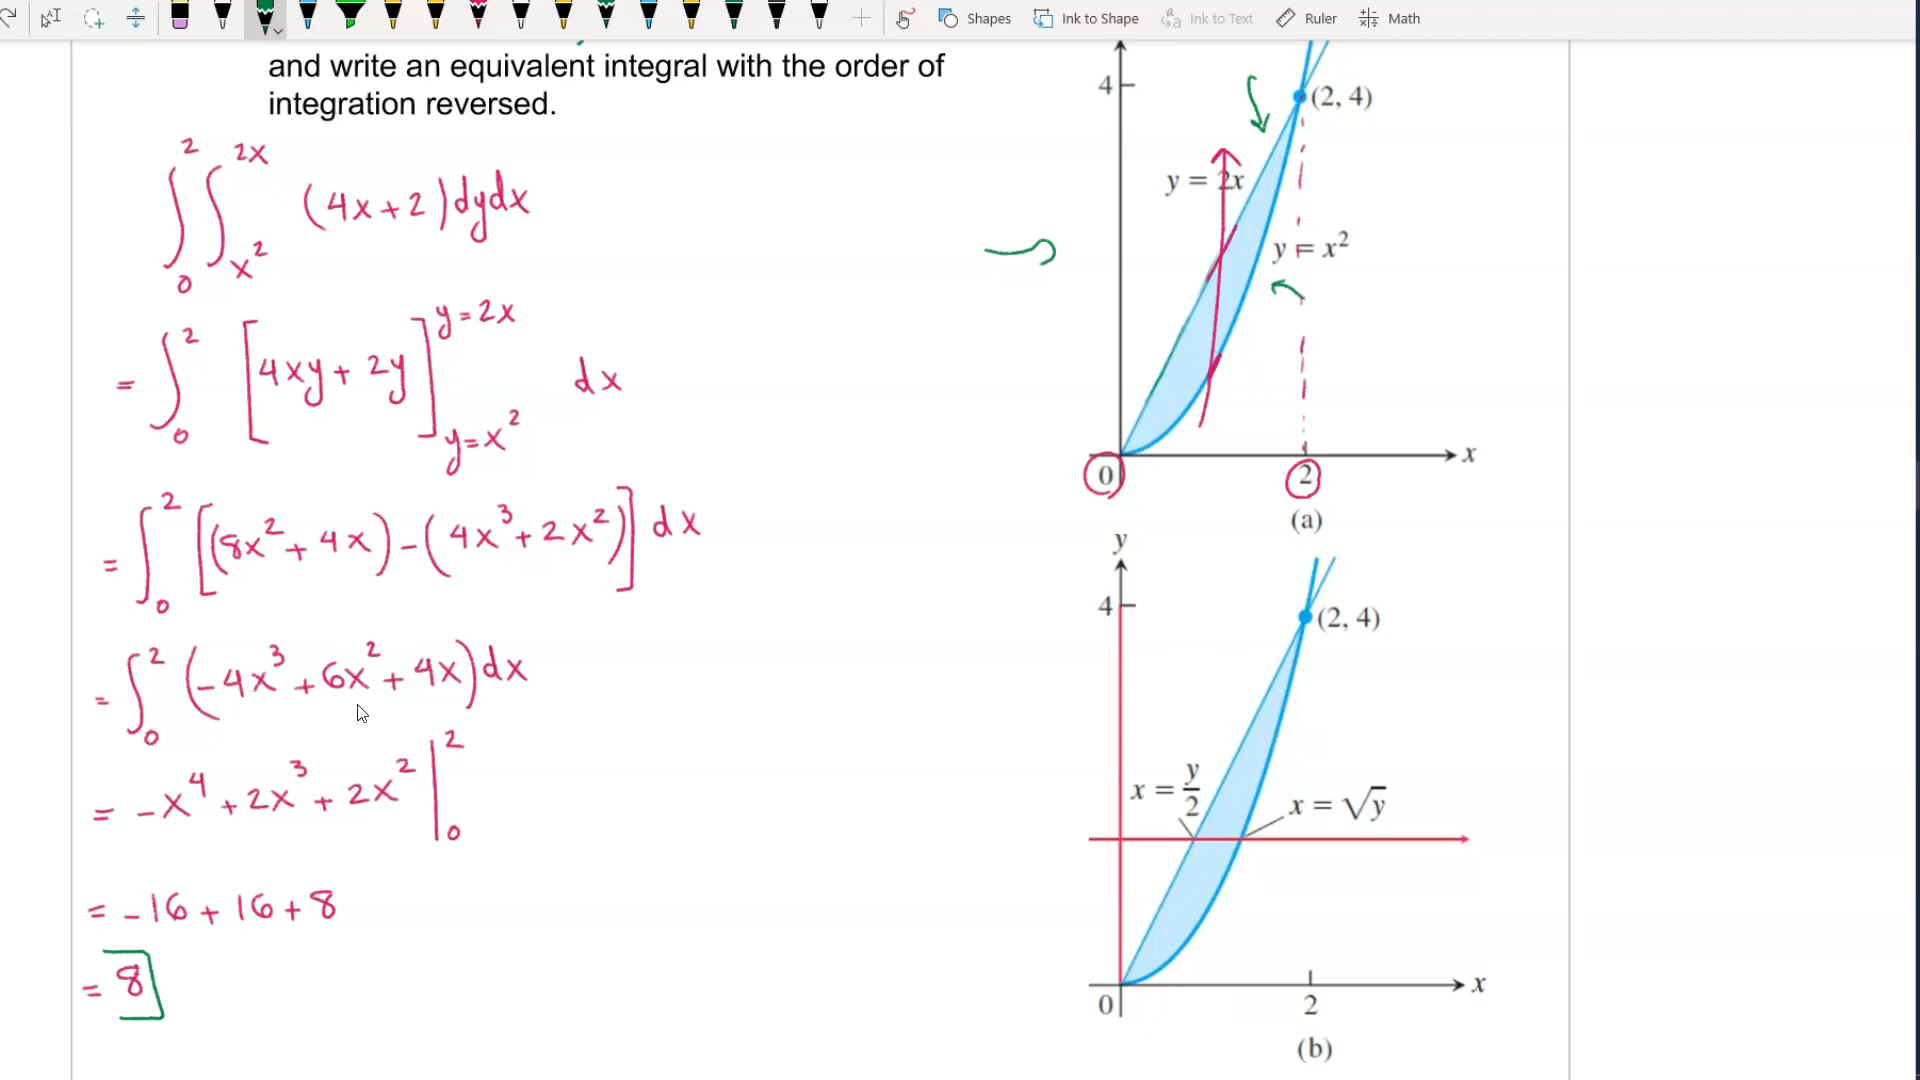 Shapes Ink to Shape Ink to Text Ruler Math
and write an equivalent integral with the order of
integration reversed.
∫₀² ∫_{x²}^{2x} (4x+2)dydx
= ∫₀² [4xy + 2y]_{y=x²}^{y=2x} dx
= ∫₀² [(8x² + 4x) - (4x³ + 2x²)] dx
= ∫₀² (-4x³ + 6x² + 4x)dx
= -x⁴ + 2x³ + 2x² |₀²
= -16 + 16 + 8
= 8
4
(2, 4)
y = 2x
y = x²
0 2 x
(a)
y
4
(2, 4)
x = y/2
x = √y
0 2 x
(b)